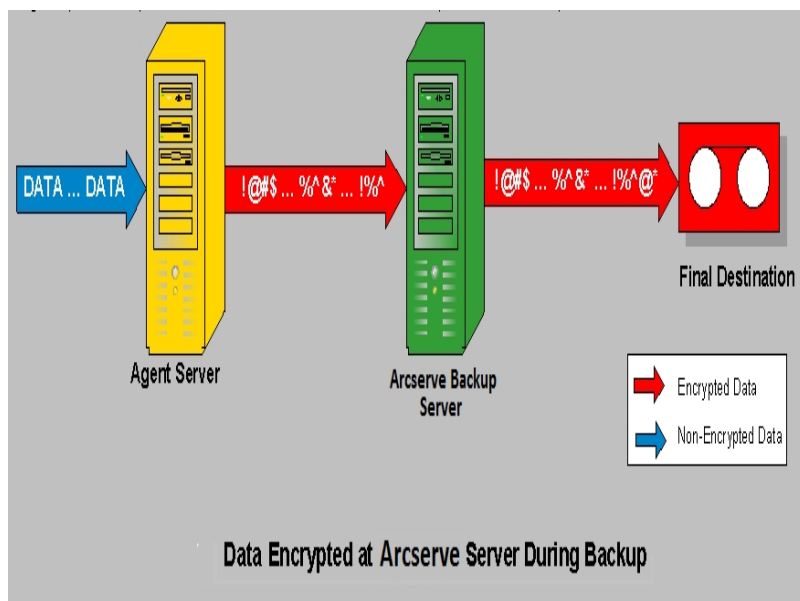 DATA ... DATA
!@#$ ... %^&* ... !%^
!@#$ ... %^&* ... !%^@*
Final Destination
Agent Server
Arcserve Backup
Server
Encrypted Data
Non-Encrypted Data
Data Encrypted at Arcserve Server During Backup